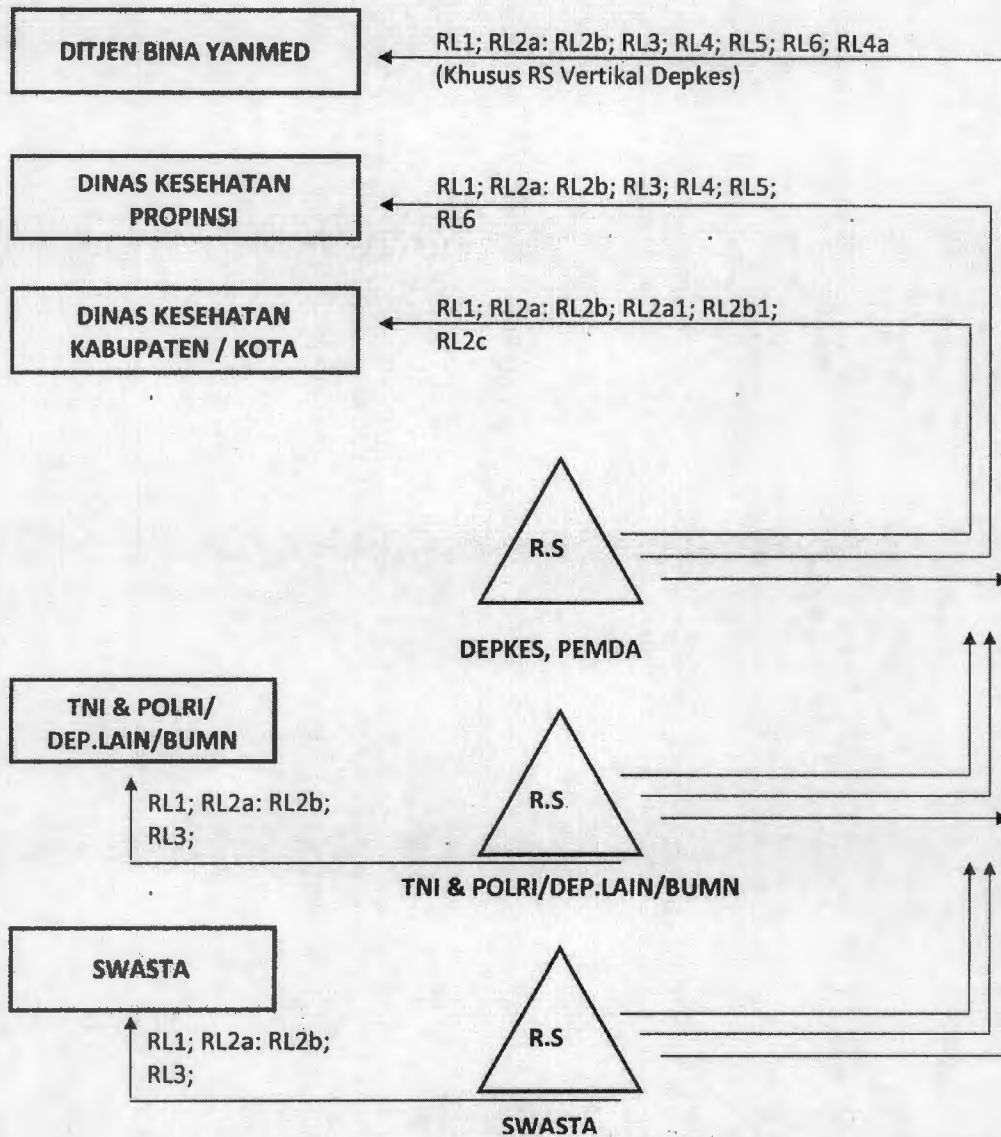 DITJEN BINA YANMED
RL1; RL2a: RL2b; RL3; RL4; RL5; RL6; RL4a
(Khusus RS Vertikal Depkes)
DINAS KESEHATAN
PROPINSI
RL1; RL2a: RL2b; RL3; RL4; RL5;
RL6
DINAS KESEHATAN
KABUPATEN / KOTA
RL1; RL2a: RL2b; RL2a1; RL2b1;
RL2c
R.S
DEPKES, PEMDA
TNI & POLRI/
DEP.LAIN/BUMN
RL1; RL2a: RL2b;
RL3;
R.S
TNI & POLRI/DEP.LAIN/BUMN
SWASTA
RL1; RL2a: RL2b;
RL3;
R.S
SWASTA